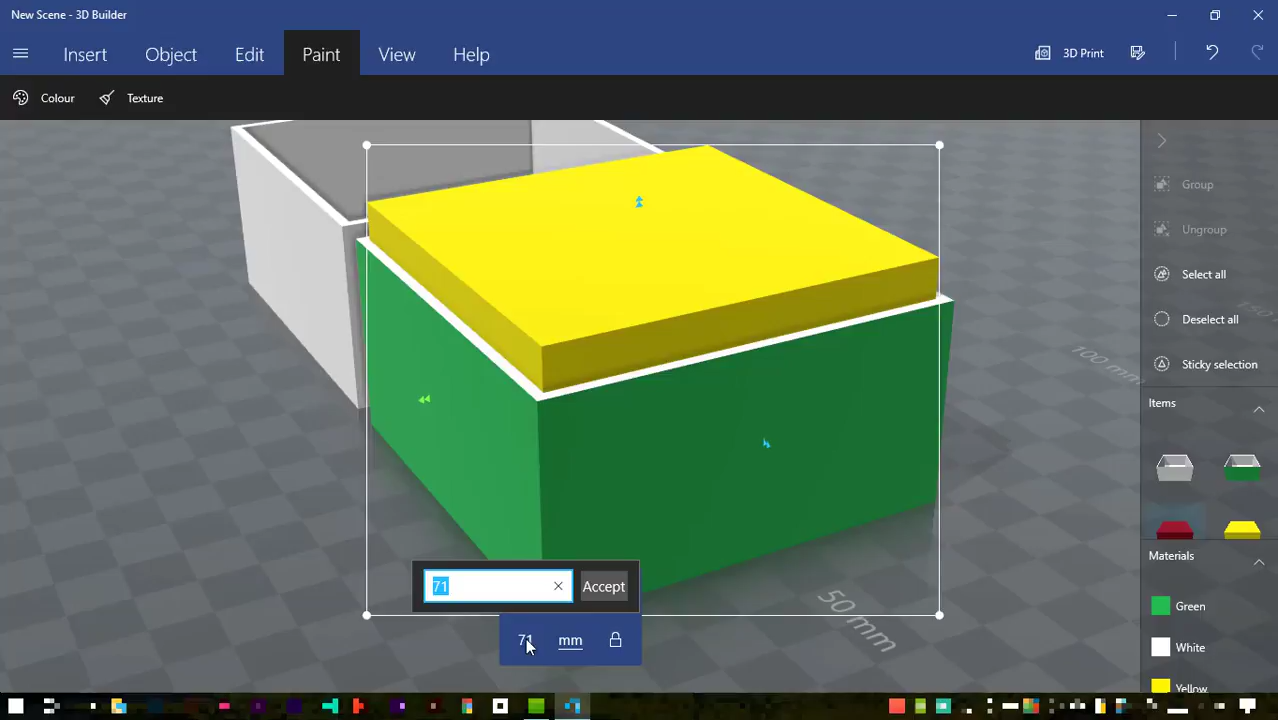 New Scene - 3D Builder
Insert
Object
Edit
Paint
View
Help
3D Print
Colour
Texture
Group
Ungroup
Select all
Deselect all
Sticky selection
100 mm
Items
Materials
Green
White
Yellow
71
Accept
71
mm
50 mm